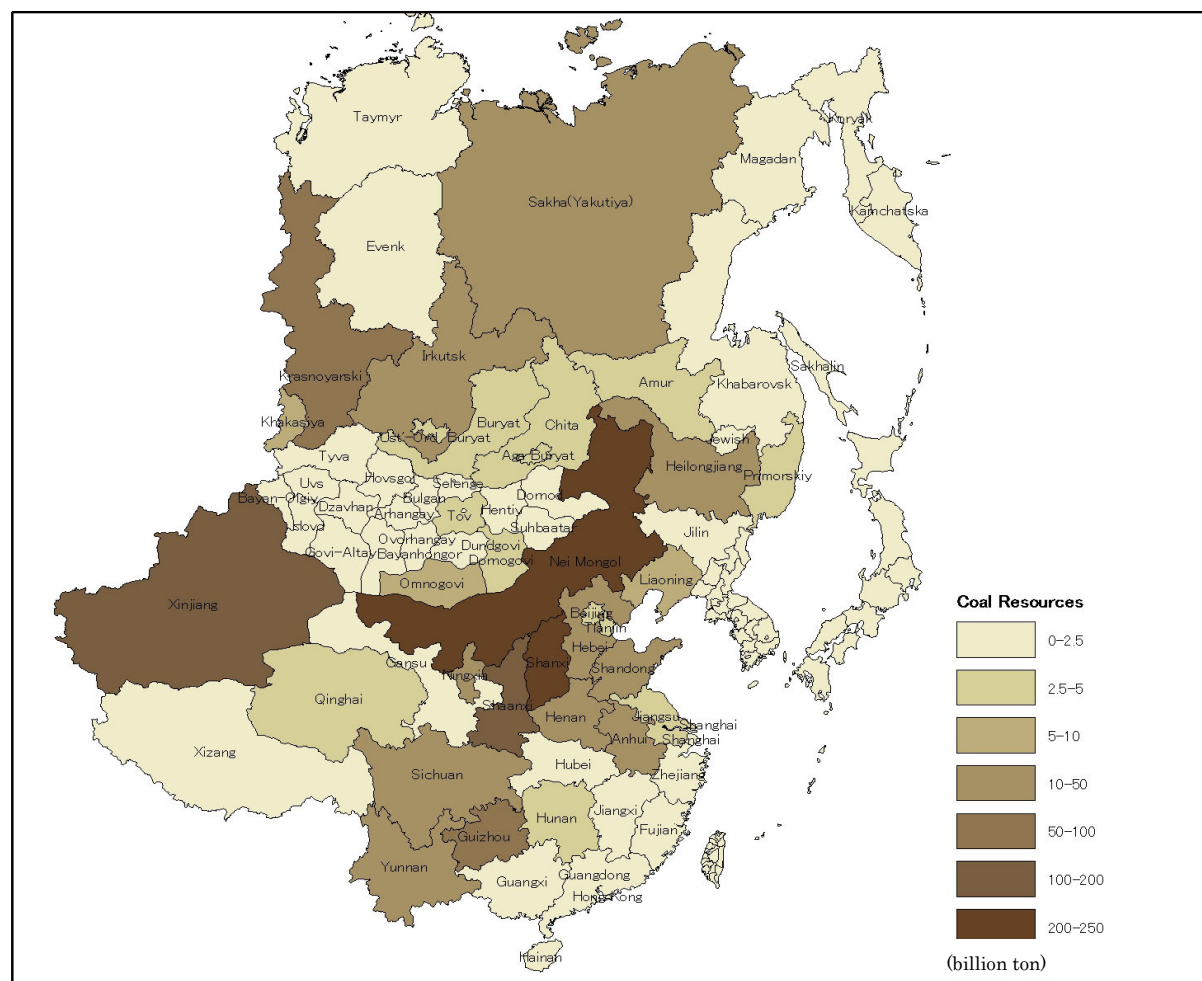 Taymyr
Koryak
Magadan
Sakha(Yakutiya)
Kamchatska
Evenk
Irkutsk
Sakhalin
Krasnoyarski
Amur
Khabarovsk
Khakasiya
Buryat
Chita
Ust'-Ord Buryat
Jewish
Aga Buryat
Tyva
Heilongjiang
Primorskiy
Hovsgol
Selenge
Uvs
Bayan-Olgiy
Bulgan
Dornod
Dzavhan
Arhangay
Hentiy
Tov
Suhbaatar
Jilin
Ovorhangay
Dundgovi
Govi-Altay
Bayanhongor
Dornogovi
Nei Mongol
Omnogovi
Liaoning
Xinjiang
Beijing
Tianjin
Hebei
Gansu
Shanxi
Shandong
Ningxia
Qinghai
Shaanxi
Henan
Jiangsu
Shanghai
Anhui
Shanghai
Xizang
Hubei
Zhejiang
Sichuan
Jiangxi
Hunan
Fujian
Guizhou
Yunnan
Guangdong
Guangxi
Hong Kong
Hainan
Coal Resources
0-2.5
2.5-5
5-10
10-50
50-100
100-200
200-250
(billion ton)